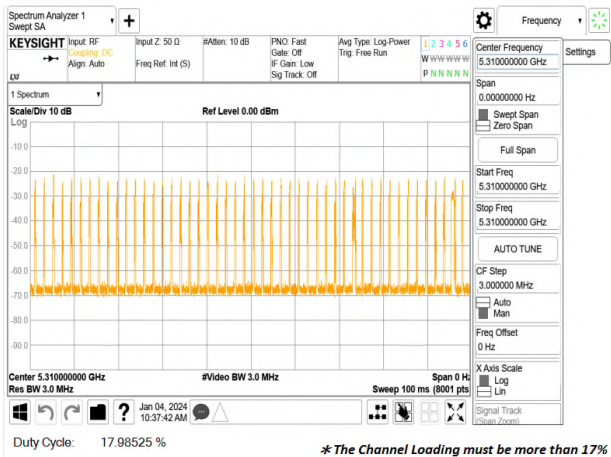 Spectrum Analyzer 1
Swept SA
+
Frequency
KEYSIGHT
Input: RF
Coupling: DC
Align: Auto
Input Z: 50 Ω
Freq Ref: Int (S)
#Atten: 10 dB
PNO: Fast
Gate: Off
IF Gain: Low
Sig Track: Off
Avg Type: Log-Power
Trig: Free Run
1 2 3 4 5 6
W W W W W W
P N N N N N
LXI
Center Frequency
5.310000000 GHz
Settings
Span
0.00000000 Hz
Swept Span
Zero Span
Full Span
Start Freq
5.310000000 GHz
Stop Freq
5.310000000 GHz
AUTO TUNE
CF Step
3.000000 MHz
Auto
Man
Freq Offset
0 Hz
X Axis Scale
Log
Lin
Signal Track
(Span Zoom)
1 Spectrum
Scale/Div 10 dB
Ref Level 0.00 dBm
Log
-10.0
-20.0
-30.0
-40.0
-50.0
-60.0
-70.0
-80.0
-90.0
Center 5.310000000 GHz
#Video BW 3.0 MHz
Span 0 Hz
Res BW 3.0 MHz
Sweep 100 ms (8001 pts
?
Jan 04, 2024
10:37:42 AM
Duty Cycle: 17.98525 %
* The Channel Loading must be more than 17%